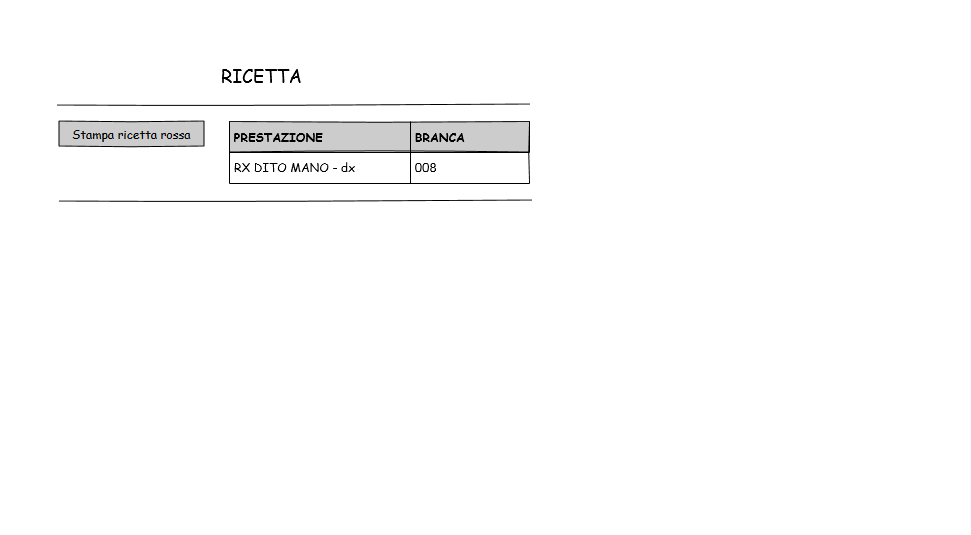 RICETTA
Stampa ricetta rossa
PRESTAZIONE BRANCA
RX DITO MANO - dx 008